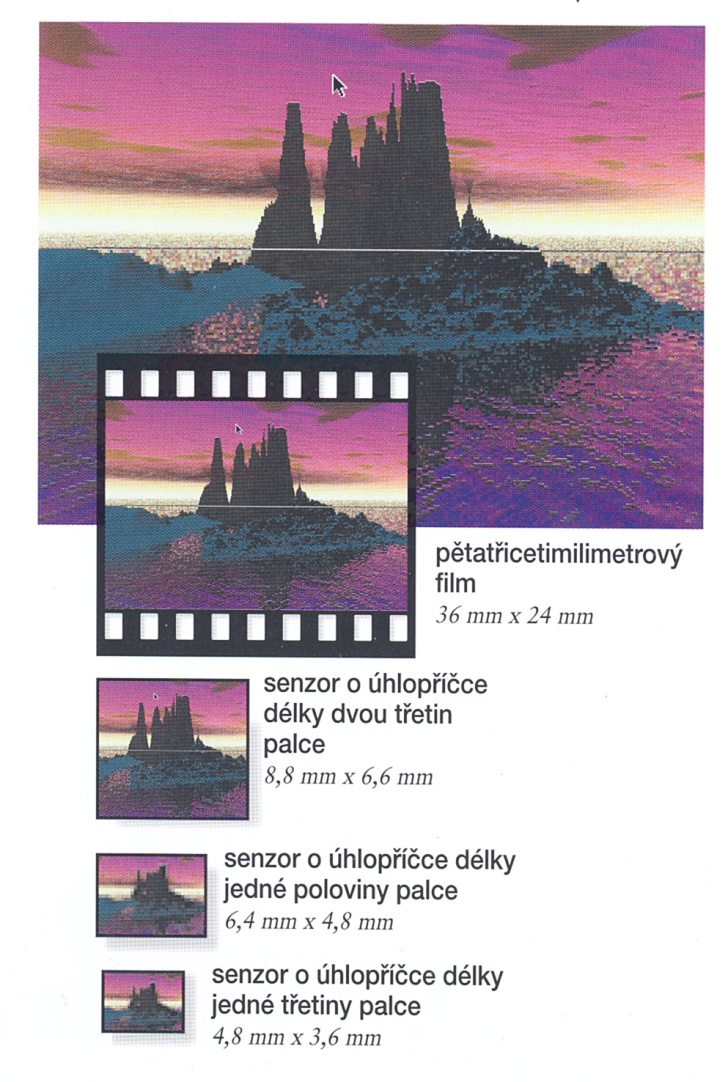 pětatřicetimilimetrový
film
36 mm x 24 mm
senzor o úhlopříčce
délky dvou třetin
palce
8,8 mm x 6,6 mm
senzor o úhlopříčce délky
jedné poloviny palce
6,4 mm x 4,8 mm
senzor o úhlopříčce délky
jedné třetiny palce
4,8 mm x 3,6 mm